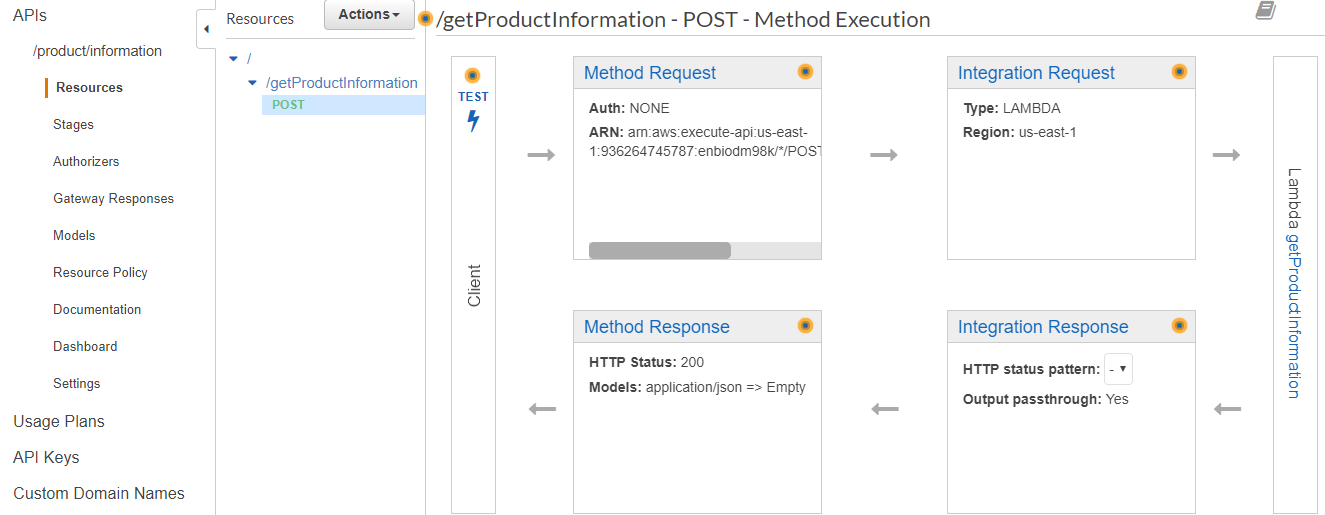 APIs
/product/information
Resources
Stages
Authorizers
Gateway Responses
Models
Resource Policy
Documentation
Dashboard
Settings
Usage Plans
API Keys
Custom Domain Names
Resources
Actions
/
/getProductInformation
POST
/getProductInformation - POST - Method Execution
TEST
Client
Method Request
Auth: NONE
ARN: arn:aws:execute-api:us-east-
1:936264745787:enbiodm98k/*/POST
Integration Request
Type: LAMBDA
Region: us-east-1
Lambda getProductInformation
Method Response
HTTP Status: 200
Models: application/json => Empty
Integration Response
HTTP status pattern: -
Output passthrough: Yes